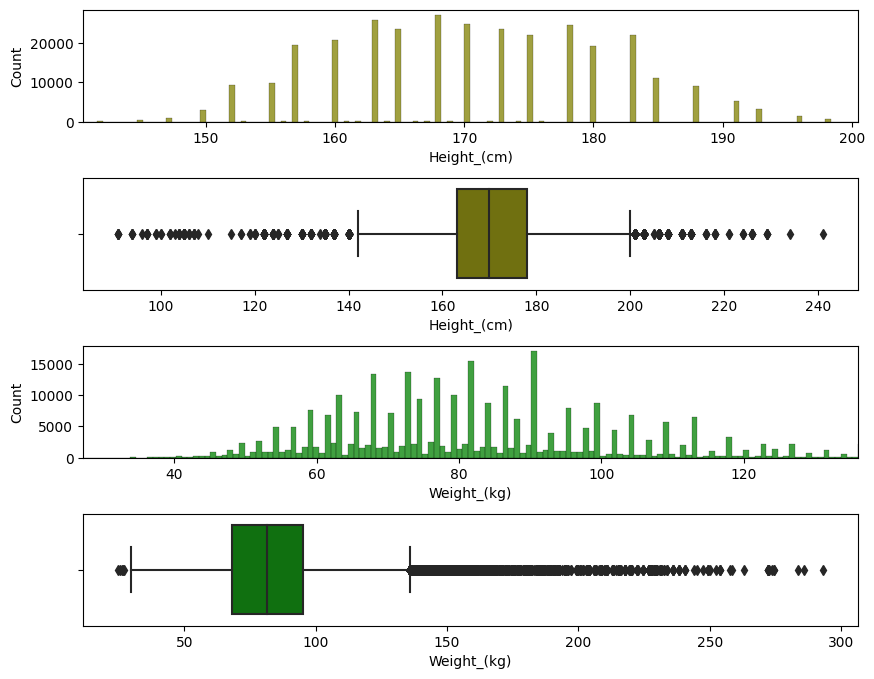 20000
10000
0
Count
150 160 170 180 190 200
Height_(cm)
100 120 140 160 180 200 220 240
Height_(cm)
15000
10000
5000
0
Count
40 60 80 100 120
Weight_(kg)
50 100 150 200 250 300
Weight_(kg)